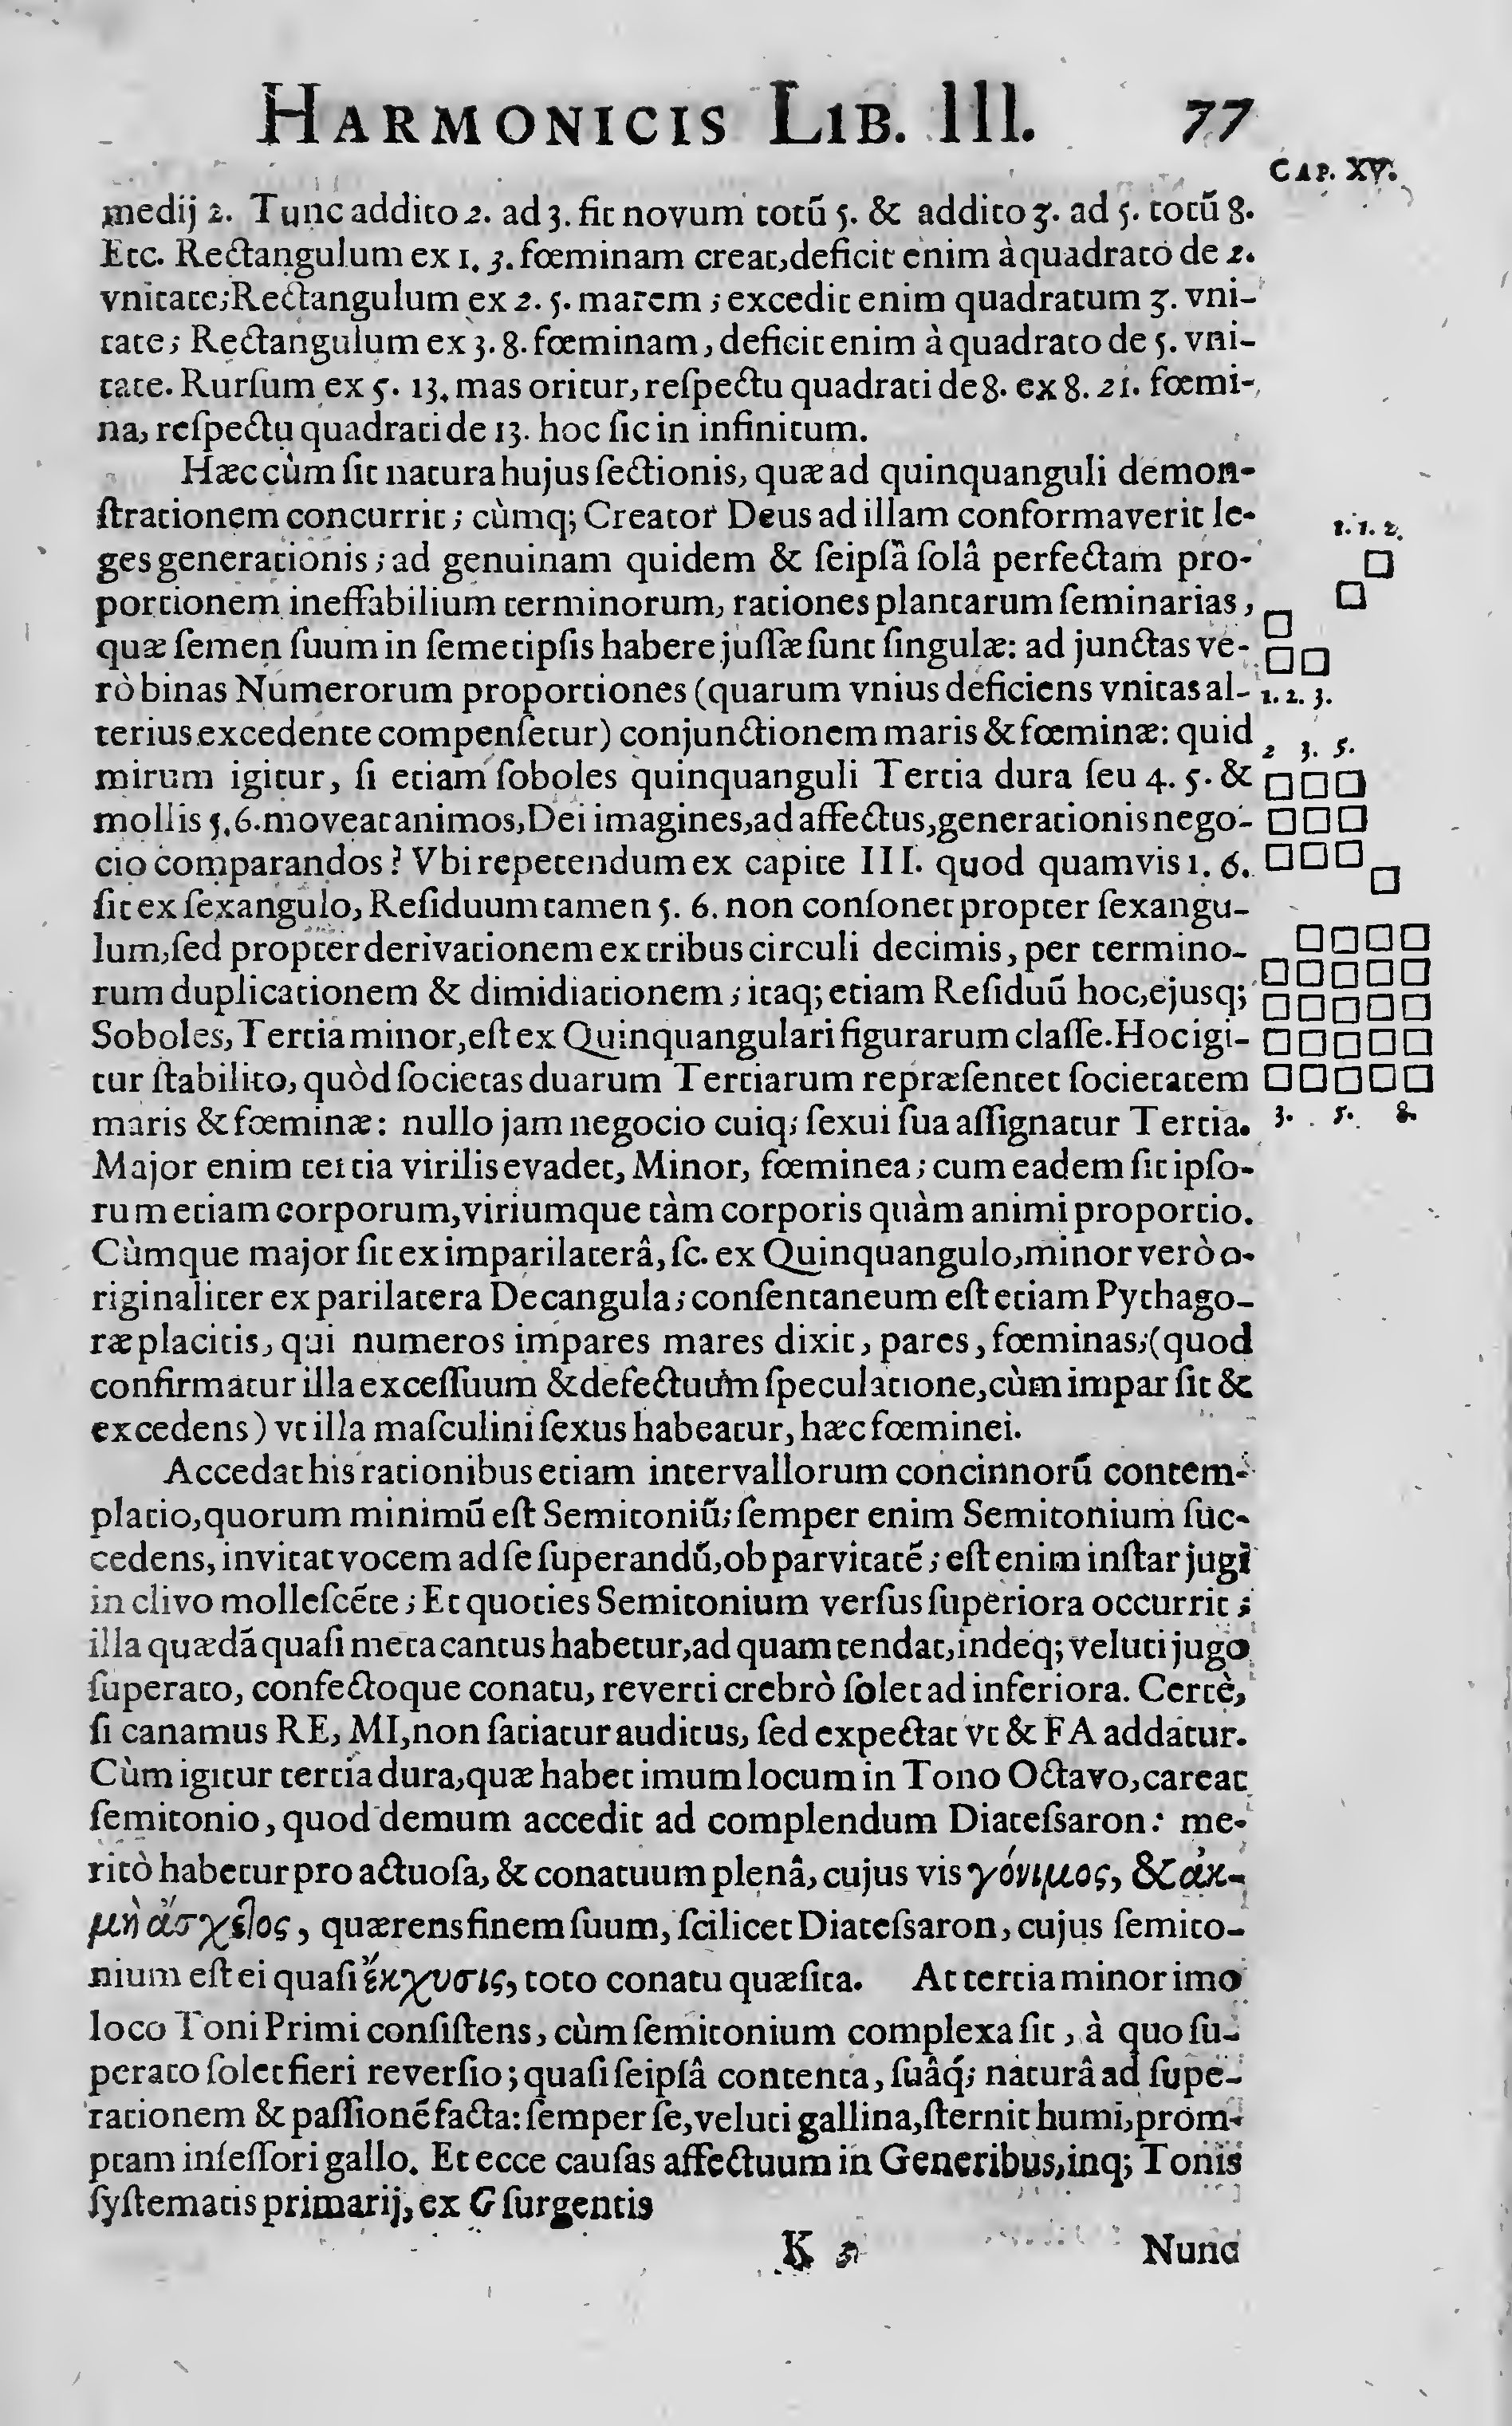 HARMONICIS LIB. III. 77
CAP. XV.
medij 2. Tunc addito 2. ad 3. fit novum totū 5. & addito 3. ad 5. totū 8.
Etc. Rectangulum ex 1. 3. fœminam creat, deficit enim à quadrato de 2.
vnitate; Rectangulum ex 2. 5. marem ; excedit enim quadratum 3. vni-
tate ; Rectangulum ex 3. 8. fœminam, deficit enim à quadrato de 5. vni-
tate. Rurſum ex 5. 13. mas oritur, reſpectu quadrati de 8. ex 8. 21. fœmi-
na, reſpectu quadrati de 13. hoc ſic in infinitum.
Hæc cùm ſit natura hujus ſectionis, quæ ad quinquanguli demon-
ſtrationem concurrit ; cùmq; Creator Deus ad illam conformaverit le-
ges generationis ; ad genuinam quidem & ſeipſâ ſolâ perfectam pro-
portionem ineffabilium terminorum, rationes plantarum ſeminarias,
quæ ſemen ſuum in ſemetipſis habere juſſæ ſunt ſingulæ: ad junctas ve-
rò binas Numerorum proportiones (quarum vnius deficiens vnitas al-
terius excedente compenſetur) conjunctionem maris & fœminæ: quid
mirum igitur, ſi etiam ſoboles quinquanguli Tertia dura ſeu 4. 5. &
mollis 5. 6. moveat animos, Dei imagines, ad affectus, generationis nego-
cio comparandos ? Vbi repetendum ex capite III. quod quamvis 1. 6.
ſit ex ſexangulo, Reſiduum tamen 5. 6. non conſonet propter ſexangu-
lum, ſed propter derivationem ex tribus circuli decimis, per termino-
rum duplicationem & dimidiationem ; itaq; etiam Reſiduū hoc, ejusq;
Soboles, Tertia minor, eſt ex Quinquangulari figurarum claſſe. Hoc igi-
tur ſtabilito, quòd ſocietas duarum Tertiarum repræſentet ſocietatem
maris & fœminæ: nullo jam negocio cuiq; ſexui ſua aſſignatur Tertia.
Major enim tertia virilis evadet, Minor, fœminea ; cum eadem ſit ipſo-
rum etiam corporum, viriumque tàm corporis quàm animi proportio.
Cùmque major ſit ex imparilaterâ, ſc. ex Quinquangulo, minor verò o-
riginaliter ex parilatera Decangula ; conſentaneum eſt etiam Pythago-
ræ placitis, qui numeros impares mares dixit, pares, fœminas; (quod
confirmatur illa exceſſuum & defectuum ſpeculatione, cùm impar ſit &
excedens) vt illa maſculini ſexus habeatur, hæc fœminei.
Accedat his rationibus etiam intervallorum concinnorū contem-
platio, quorum minimū eſt Semitoniū; ſemper enim Semitonium ſuc-
cedens, invitat vocem ad ſe ſuperandū, ob parvitatē ; eſt enim inſtar jugi
in clivo molleſcēte ; Et quoties Semitonium verſus ſuperiora occurrit ;
illa quædā quaſi meta cantus habetur, ad quam tendat, indeq; veluti jugo
ſuperato, confectoque conatu, reverti crebrò ſolet ad inferiora. Certè,
ſi canamus RE, MI, non ſatiatur auditus, ſed expectat vt & FA addatur.
Cùm igitur tertia dura, quæ habet imum locum in Tono Octavo, careat
ſemitonio, quod demum accedit ad complendum Diateſsaron: me-
ritò habetur pro actuoſa, & conatuum plenâ, cujus vis γόνιμος, & ἀκ-
μὴ ἄσχετος, quærens finem ſuum, ſcilicet Diateſsaron, cujus ſemito-
nium eſt ei quaſi ἔκχυσις, toto conatu quæſita. At tertia minor imo
loco Toni Primi conſiſtens, cùm ſemitonium complexa ſit, à quo ſu-
perato ſolet fieri reverſio ; quaſi ſeipſâ contenta, ſuâq; naturâ ad ſupe-
rationem & paſſionē facta: ſemper ſe, veluti gallina, ſternit humi, prom-
ptam inſeſſori gallo. Et ecce cauſas affectuum in Generibus, inq; Tonis
ſyſtematis primarij, ex G ſurgentis
K 3 Nunc
1. 1. 2.
1. 2. 3.
2 3. 5.
3. 5. 8.